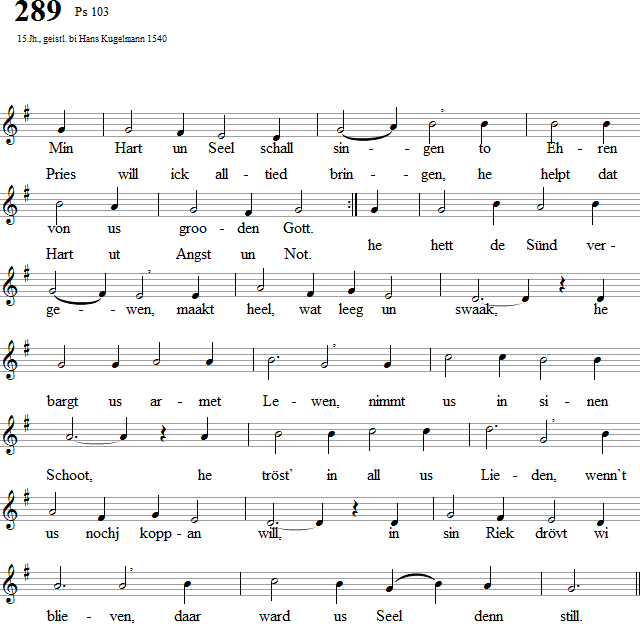 289 Ps 103
15.Jh., geistl. bi Hans Kugelmann 1540
Min Hart un Seel schall sin - - gen to Eh - ren
Pries will ick all - tied brin - - gen, he helpt dat
von us groo - den Gott.
Hart ut Angst un Not.
he hett de Sünd ver -
ge - - wen, maakt heel, wat leeg un swaak, he
bargt us ar - met Le - wen, nimmt us in si - nen
Schoot, he tröst` in all us Lie - den, wenn`t
us nochj kopp - an will, in sin Riek drövt wi
blie - ven, daar ward us Seel denn still.